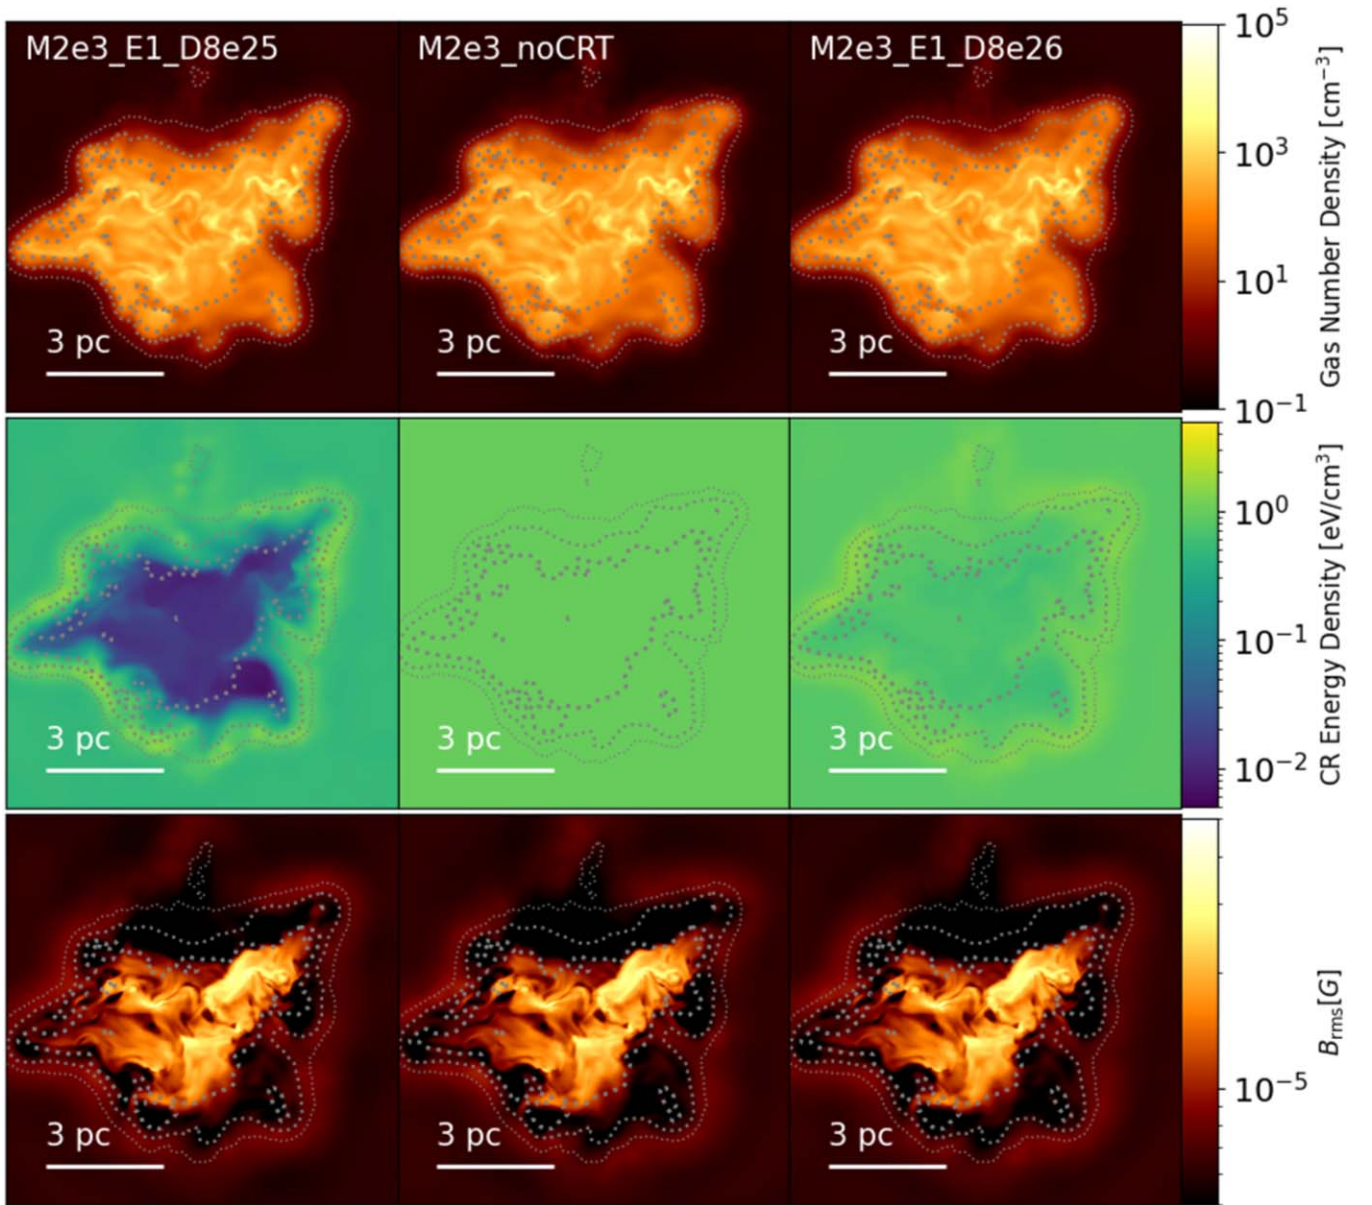 M2e3_E1_D8e25
M2e3_noCRT
M2e3_E1_D8e26
3 pc
3 pc
3 pc
10^5
10^3
10^1
10^−1
Gas Number Density [cm^−3]
3 pc
3 pc
3 pc
10^0
10^−1
10^−2
CR Energy Density [eV/cm^3]
3 pc
3 pc
3 pc
10^−5
B_rms[G]